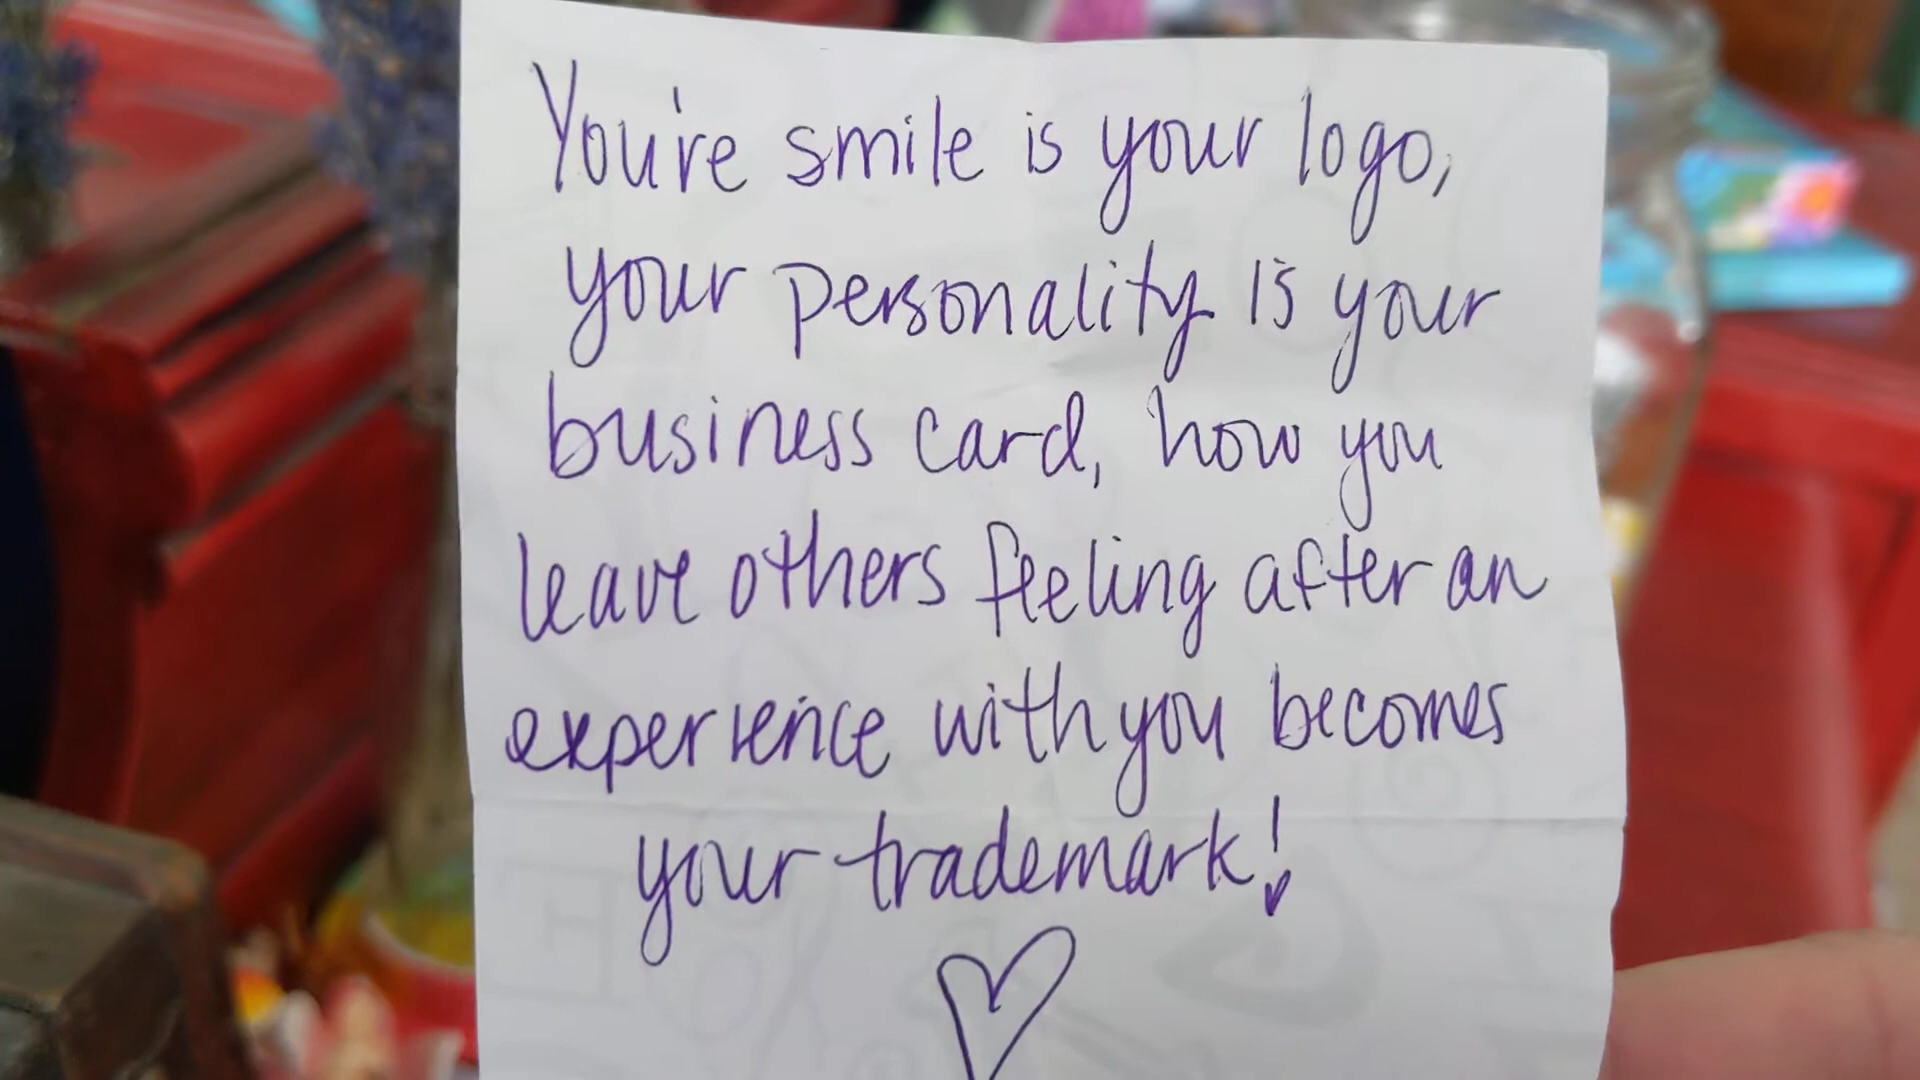 You're smile is your logo,
your personality is your
business card, how you
leave others feeling after an
experience with you becomes
your trademark!